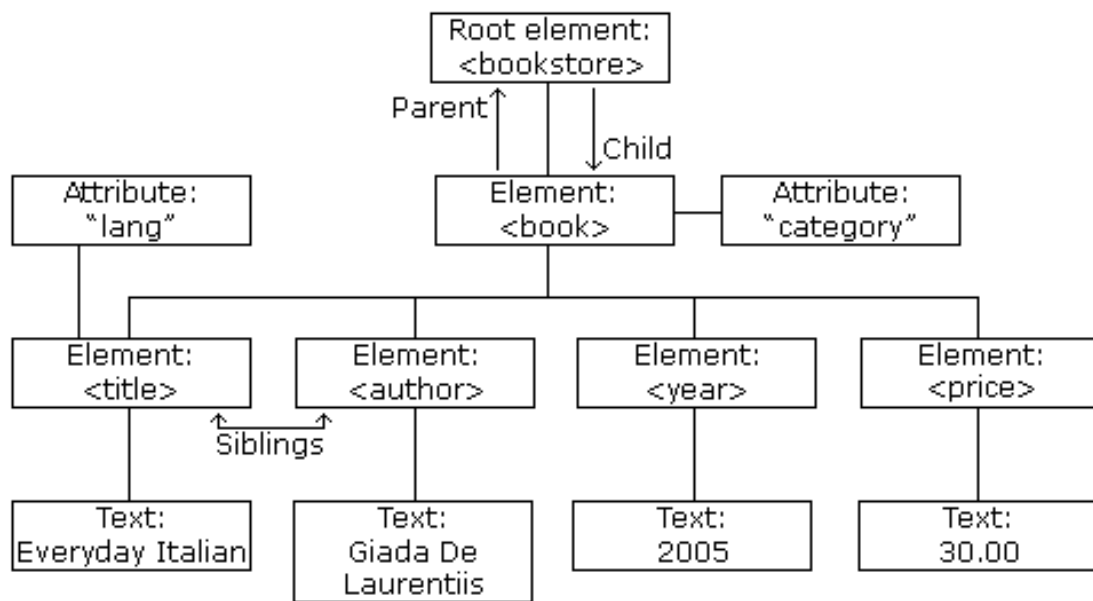 Root element:
<bookstore>
Parent
Child
Attribute:
“lang”
Element:
<book>
Attribute:
“category”
Element:
<title>
Element:
<author>
Element:
<year>
Element:
<price>
Siblings
Text:
Everyday Italian
Text:
Giada De
Laurentiis
Text:
2005
Text:
30.00